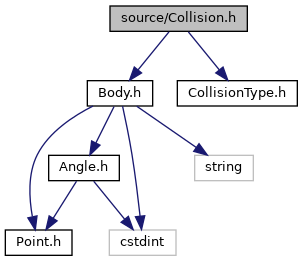 source/Collision.h
Body.h
CollisionType.h
Angle.h
string
Point.h
cstdint